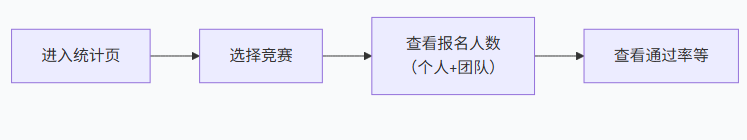 进入统计页
选择竞赛
查看报名人数
（个人+团队）
查看通过率等